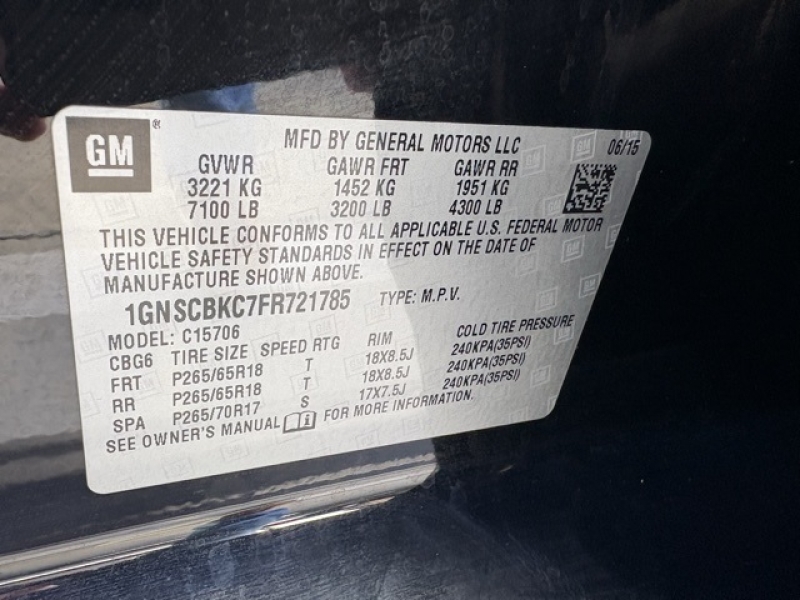 GM®
MFD BY GENERAL MOTORS LLC 06/15
GVWR GAWR FRT GAWR RR
3221 KG 1452 KG 1951 KG
7100 LB 3200 LB 4300 LB
THIS VEHICLE CONFORMS TO ALL APPLICABLE U.S. FEDERAL MOTOR
VEHICLE SAFETY STANDARDS IN EFFECT ON THE DATE OF
MANUFACTURE SHOWN ABOVE.
1GNSCBKC7FR721785 TYPE: M.P.V.
MODEL: C15706
CBG6 TIRE SIZE SPEED RTG RIM COLD TIRE PRESSURE
FRT P265/65R18 T 18X8.5J 240KPA(35PSI)
RR P265/65R18 T 18X8.5J 240KPA(35PSI)
SPA P265/70R17 S 17X7.5J 240KPA(35PSI)
SEE OWNER'S MANUAL FOR MORE INFORMATION.